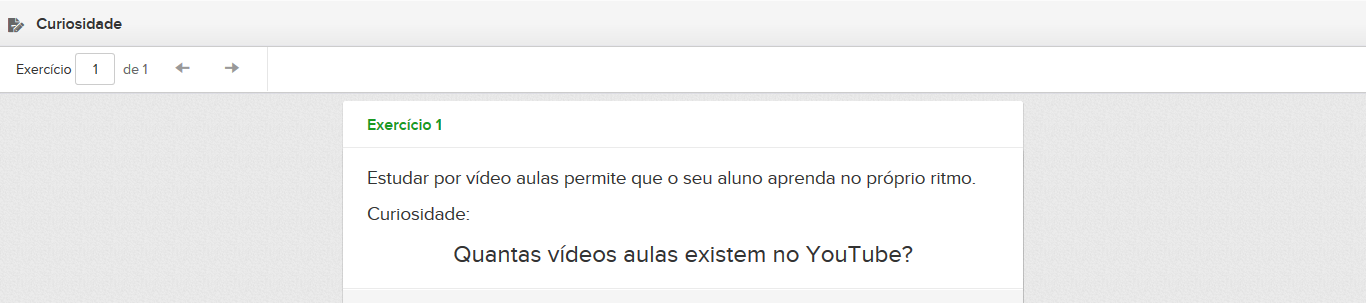 Curiosidade
Exercício 1 de 1
Exercício 1
Estudar por vídeo aulas permite que o seu aluno aprenda no próprio ritmo.
Curiosidade:
Quantas vídeos aulas existem no YouTube?